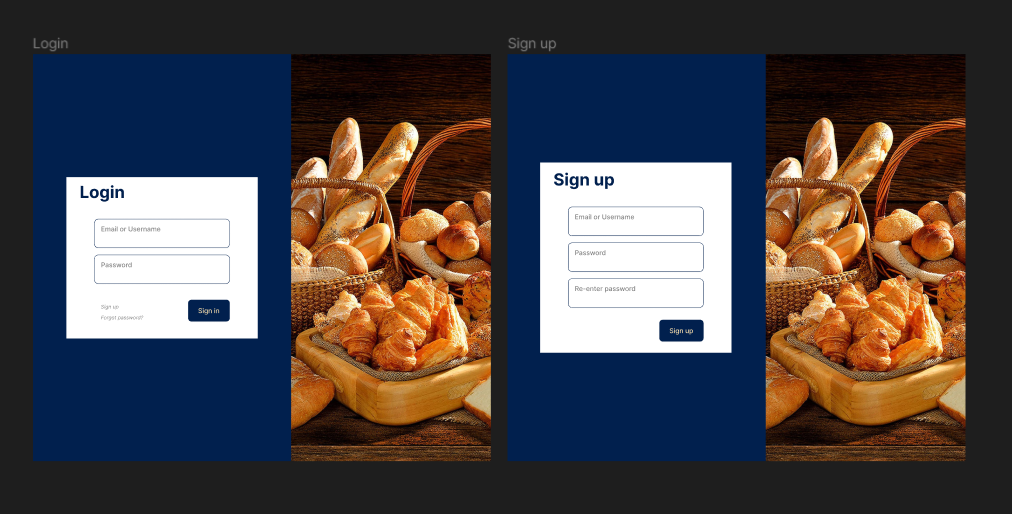 Login
Login
Email or Username
Password
Sign up
Forgot password?
Sign in
Sign up
Sign up
Email or Username
Password
Re-enter password
Sign up